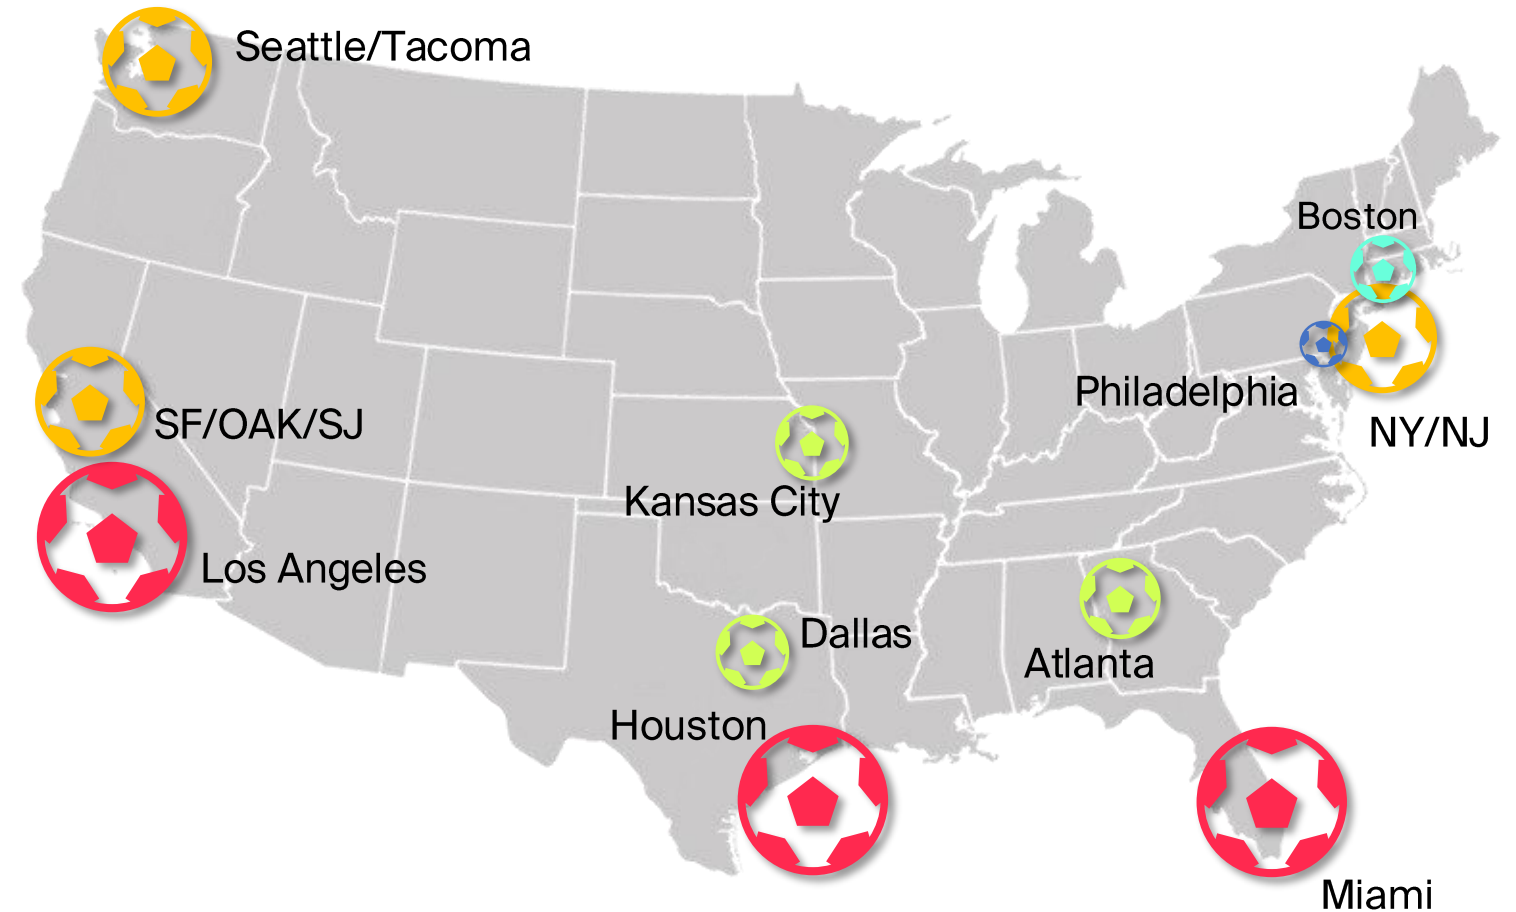 Seattle/Tacoma
Boston
Philadelphia
SF/OAK/SJ
NY/NJ
Kansas City
Los Angeles
Dallas
Atlanta
Houston
Miami